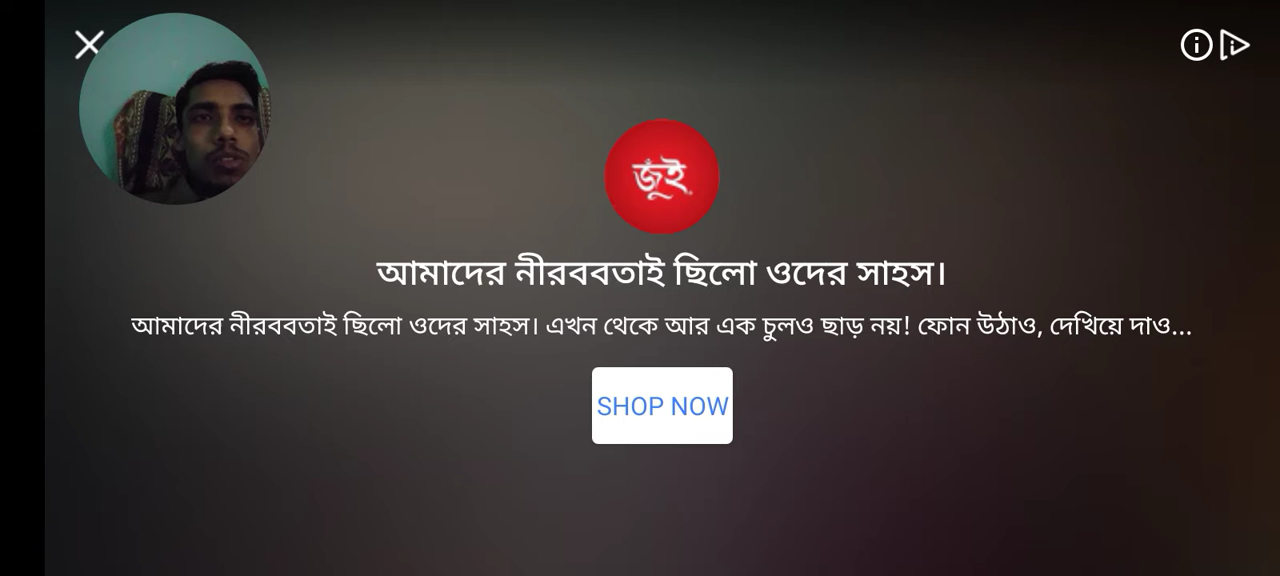 জুঁই
আমাদের নীরববতাই ছিলো ওদের সাহস।
আমাদের নীরববতাই ছিলো ওদের সাহস। এখন থেকে আর এক চুলও ছাড় নয়! ফোন উঠাও, দেখিয়ে দাও...
SHOP NOW